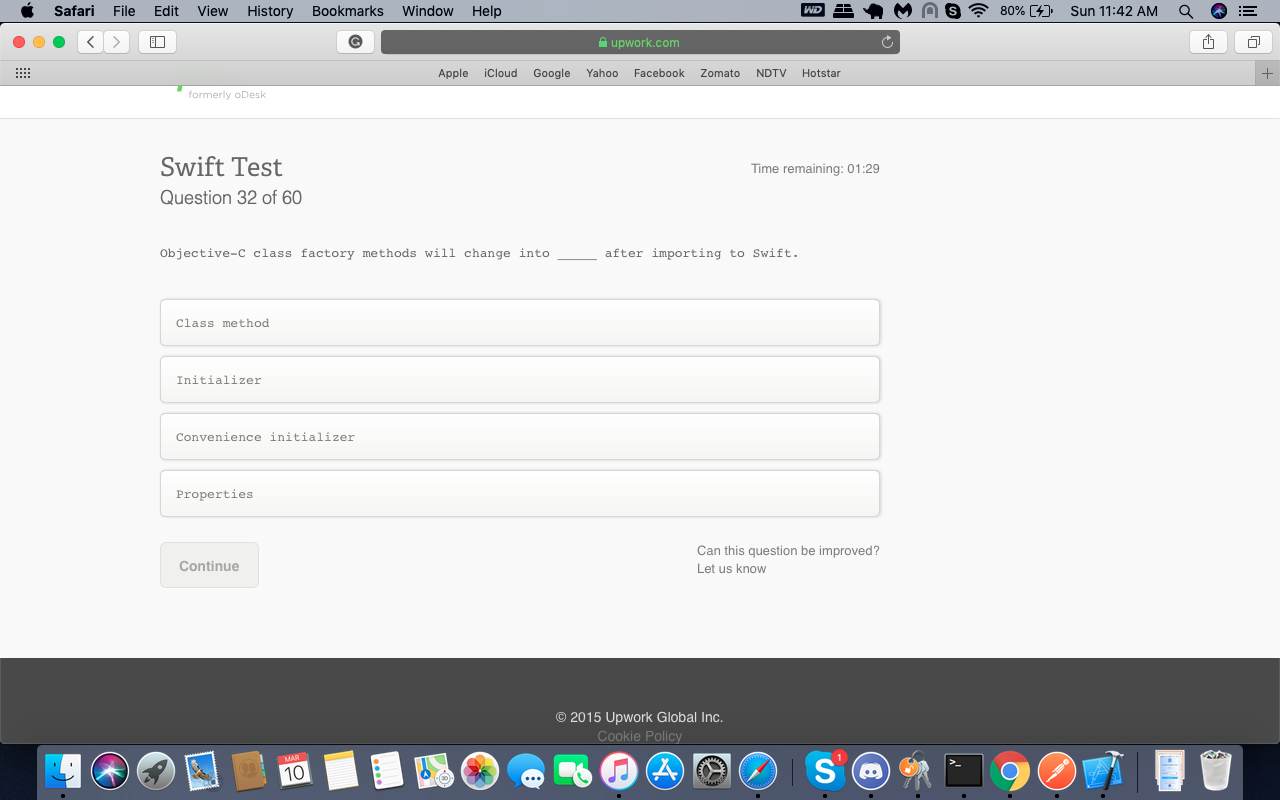 Safari File Edit View History Bookmarks Window Help WD S 80% Sun 11:42 AM
G upwork.com
Apple iCloud Google Yahoo Facebook Zomato NDTV Hotstar
formerly oDesk
Swift Test
Time remaining: 01:29
Question 32 of 60
Objective-C class factory methods will change into _____ after importing to Swift.
Class method
Initializer
Convenience initializer
Properties
Continue
Can this question be improved?
Let us know
© 2015 Upwork Global Inc.
Cookie Policy
MAR
10
S
1
>_